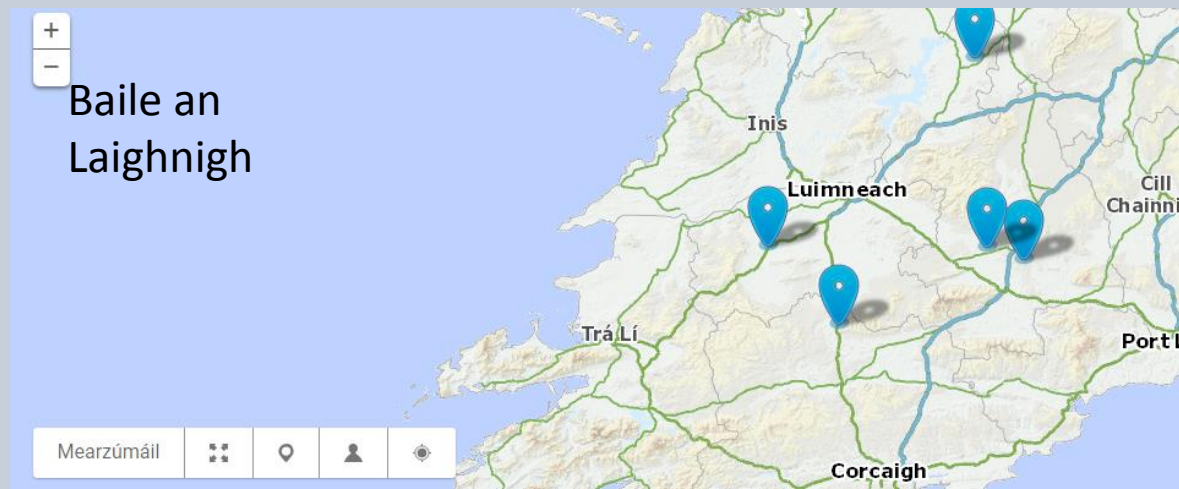 +
−
Baile an
Laighnigh
Inis
Luimneach
Cill
Chainni
Trá Lí
Port L
Corcaigh
Mearzúmáil